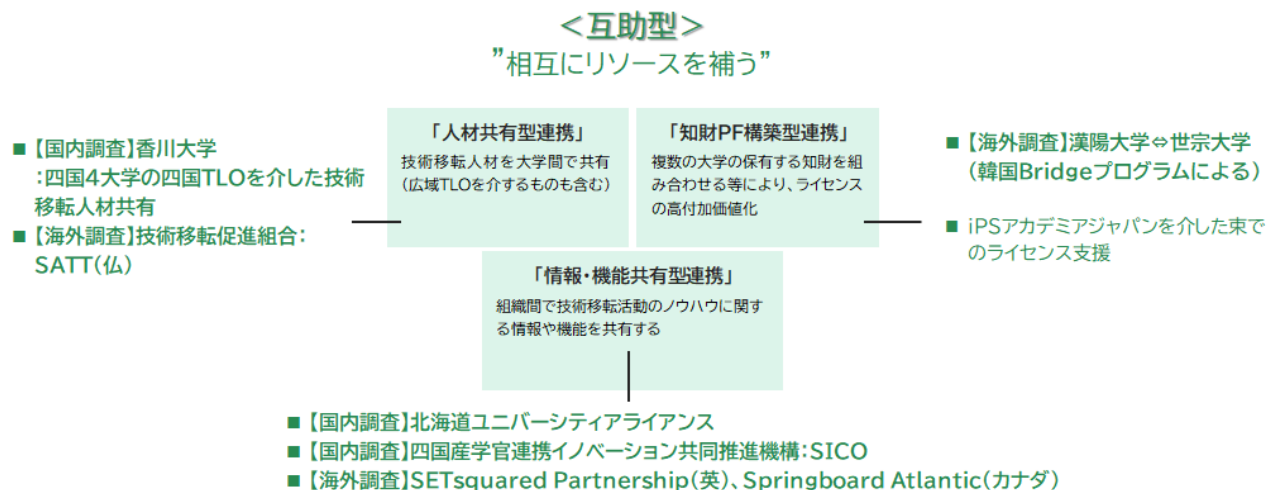 ＜互助型＞
”相互にリソースを補う”
■【国内調査】香川大学
：四国4大学の四国TLOを介した技術
移転人材共有
■【海外調査】技術移転促進組合：
SATT（仏）
「人材共有型連携」
技術移転人材を大学間で共有
（広域TLOを介するものも含む）
「知財PF構築型連携」
複数の大学の保有する知財を組
み合わせる等により、ライセンス
の高付加価値化
■【海外調査】漢陽大学⇔世宗大学
（韓国Bridgeプログラムによる）
■ iPSアカデミアジャパンを介した束で
のライセンス支援
「情報・機能共有型連携」
組織間で技術移転活動のノウハウに関す
る情報や機能を共有する
■【国内調査】北海道ユニバーシティアライアンス
■【国内調査】四国産学官連携イノベーション共同推進機構：SICO
■【海外調査】SETsquared Partnership（英）、Springboard Atlantic（カナダ）